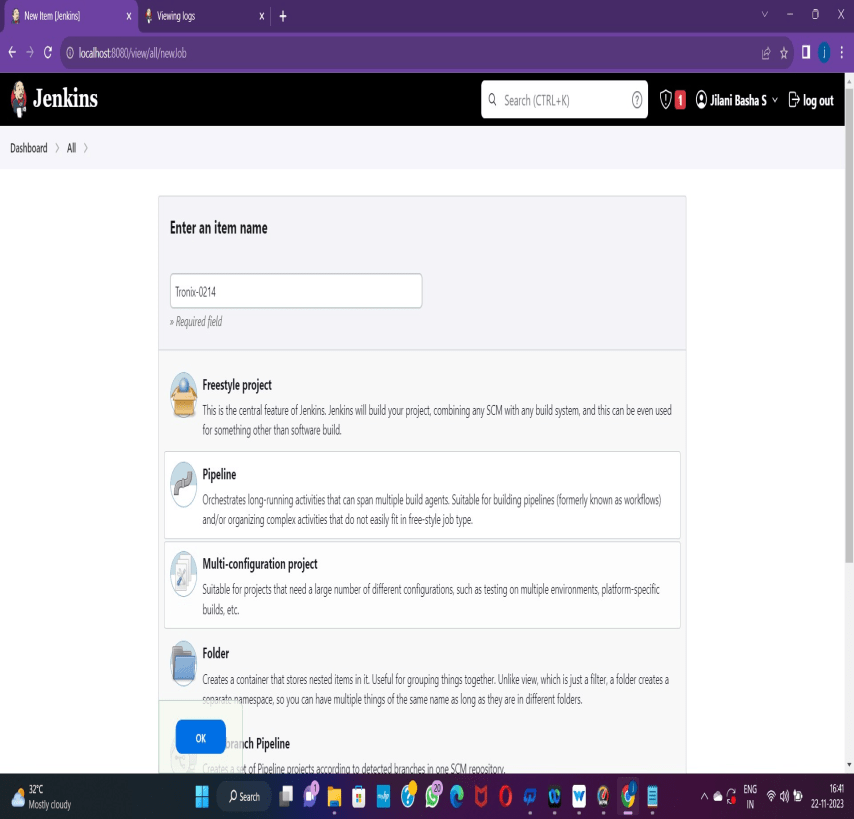 New Item [Jenkins]
Viewing logs
localhost:8080/view/all/newJob
Jenkins
Search (CTRL+K)
1
Jilani Basha S
log out
Dashboard
All
Enter an item name
Tronix-0214
» Required field
Freestyle project
This is the central feature of Jenkins. Jenkins will build your project, combining any SCM with any build system, and this can be even used
for something other than software build.
Pipeline
Orchestrates long-running activities that can span multiple build agents. Suitable for building pipelines (formerly known as workflows)
and/or organizing complex activities that do not easily fit in free-style job type.
Multi-configuration project
Suitable for projects that need a large number of different configurations, such as testing on multiple environments, platform-specific
builds, etc.
Folder
Creates a container that stores nested items in it. Useful for grouping things together. Unlike view, which is just a filter, a folder creates a
separate namespace, so you can have multiple things of the same name as long as they are in different folders.
OK
branch Pipeline
Creates a set of Pipeline projects according to detected branches in one SCM repository.
32°C
Mostly cloudy
Search
1
20
ENG
IN
16:41
22-11-2023